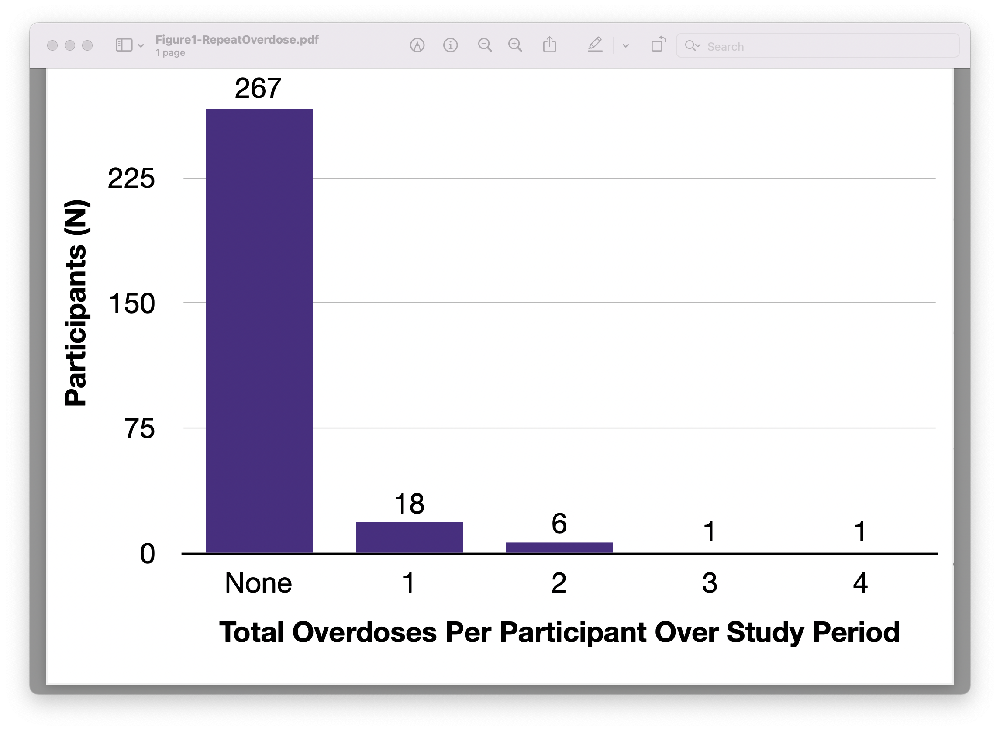 Figure1-RepeatOverdose.pdf
1 page
Search
267
225
150
75
0
Participants (N)
18
6
1
1
None
1
2
3
4
Total Overdoses Per Participant Over Study Period